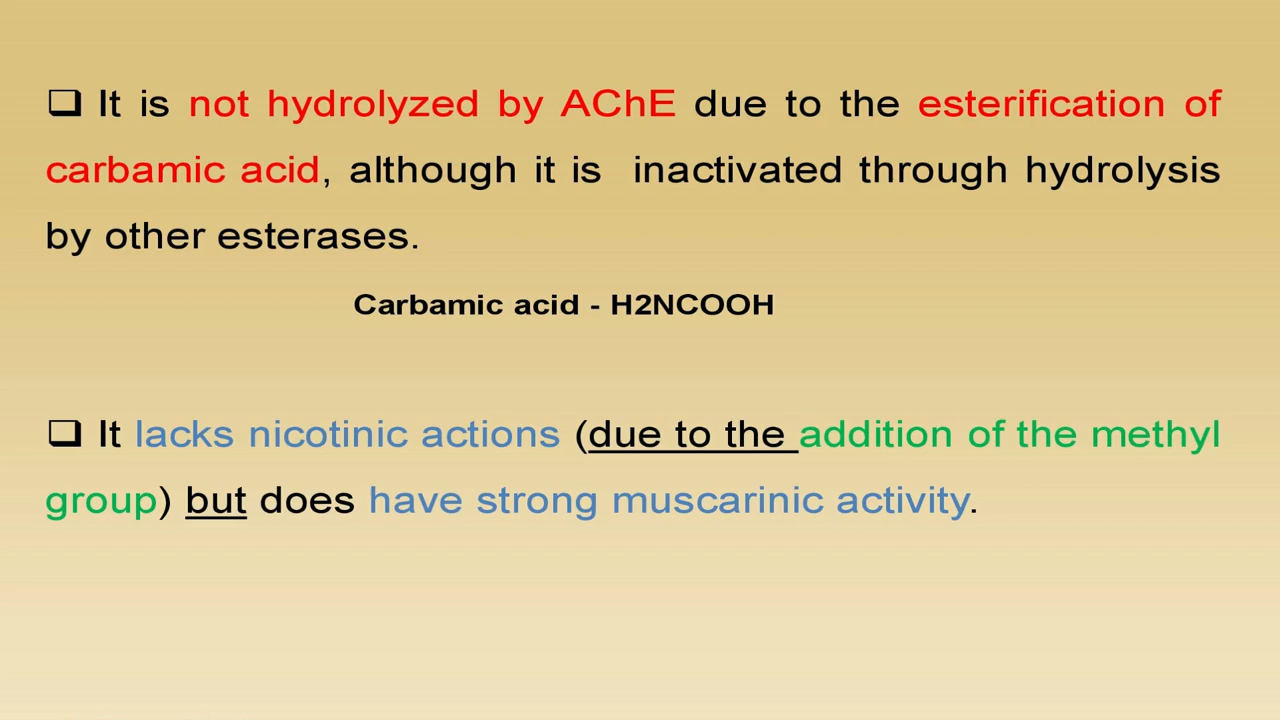 ❑ It is not hydrolyzed by AChE due to the esterification of
carbamic acid, although it is inactivated through hydrolysis
by other esterases.
Carbamic acid - H2NCOOH
❑ It lacks nicotinic actions (due to the addition of the methyl
group) but does have strong muscarinic activity.